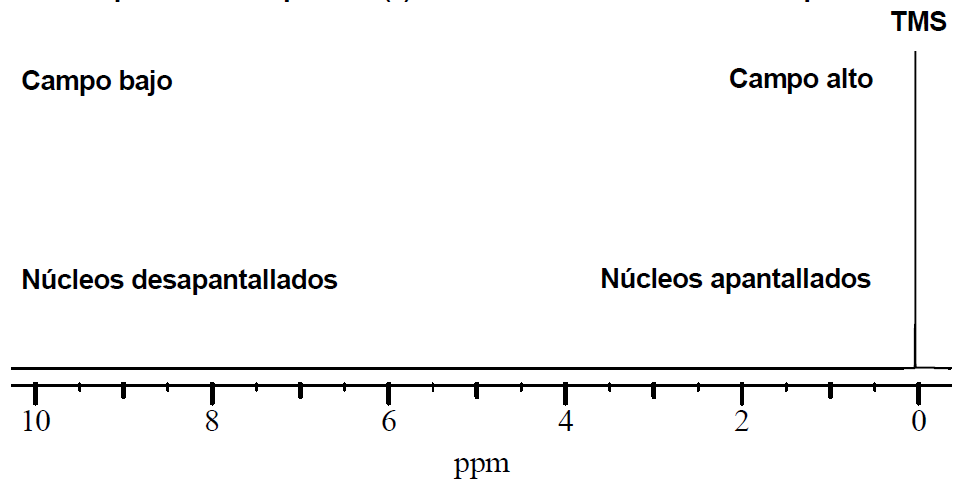 TMS
Campo bajo
Campo alto
Núcleos desapantallados
Núcleos apantallados
10 8 6 4 2 0
ppm